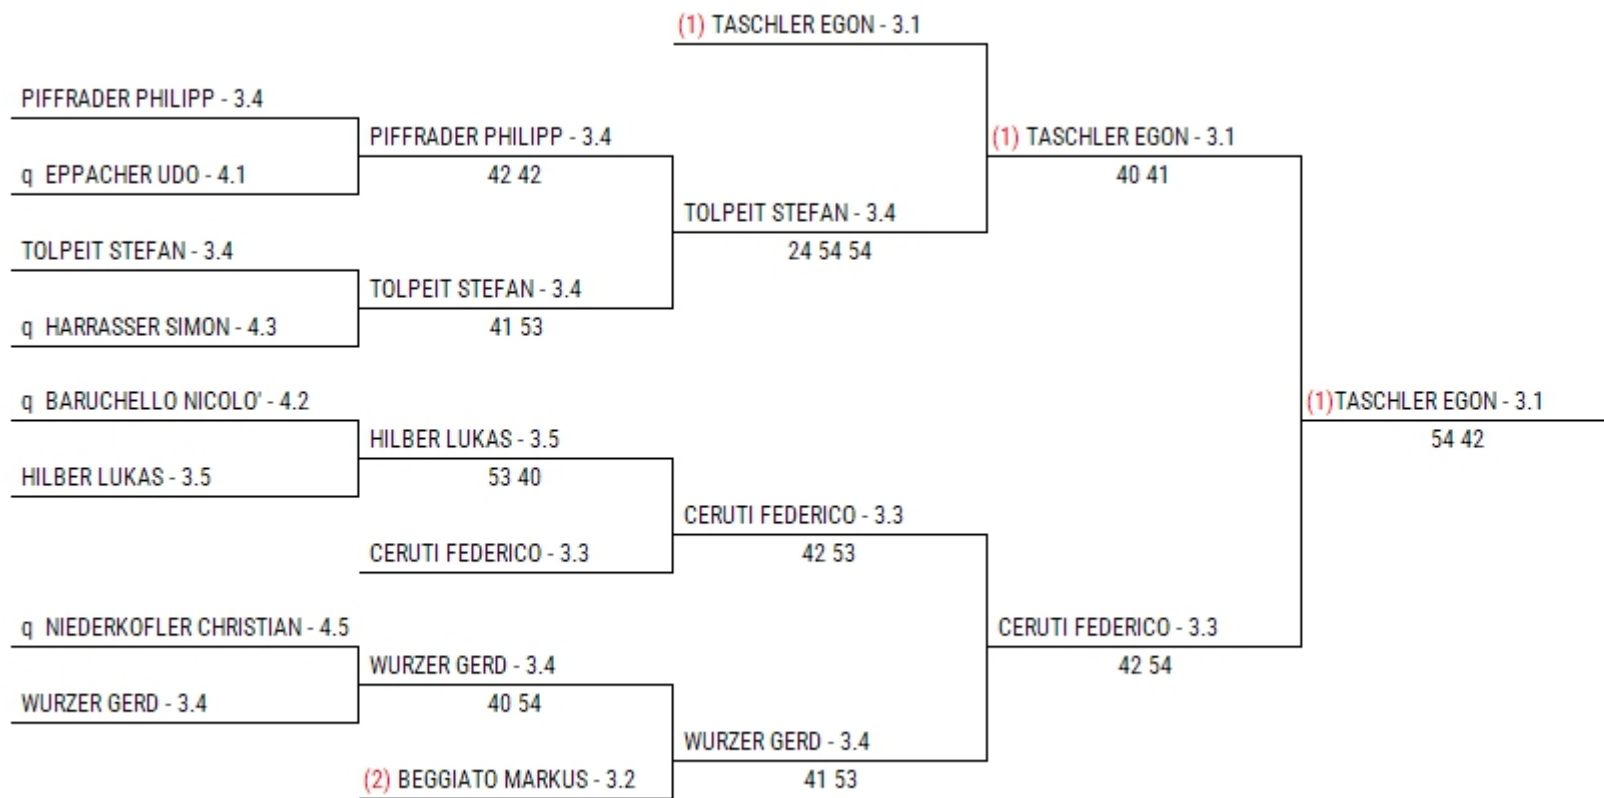 (1) TASCHLER EGON - 3.1
PIFFRADER PHILIPP - 3.4
PIFFRADER PHILIPP - 3.4
(1) TASCHLER EGON - 3.1
q EPPACHER UDO - 4.1
42 42
40 41
TOLPEIT STEFAN - 3.4
TOLPEIT STEFAN - 3.4
24 54 54
TOLPEIT STEFAN - 3.4
q HARRASSER SIMON - 4.3
41 53
q BARUCHELLO NICOLO' - 4.2
(1)TASCHLER EGON - 3.1
HILBER LUKAS - 3.5
54 42
HILBER LUKAS - 3.5
53 40
CERUTI FEDERICO - 3.3
CERUTI FEDERICO - 3.3
42 53
q NIEDERKOFLER CHRISTIAN - 4.5
CERUTI FEDERICO - 3.3
WURZER GERD - 3.4
42 54
WURZER GERD - 3.4
40 54
WURZER GERD - 3.4
(2) BEGGIATO MARKUS - 3.2
41 53